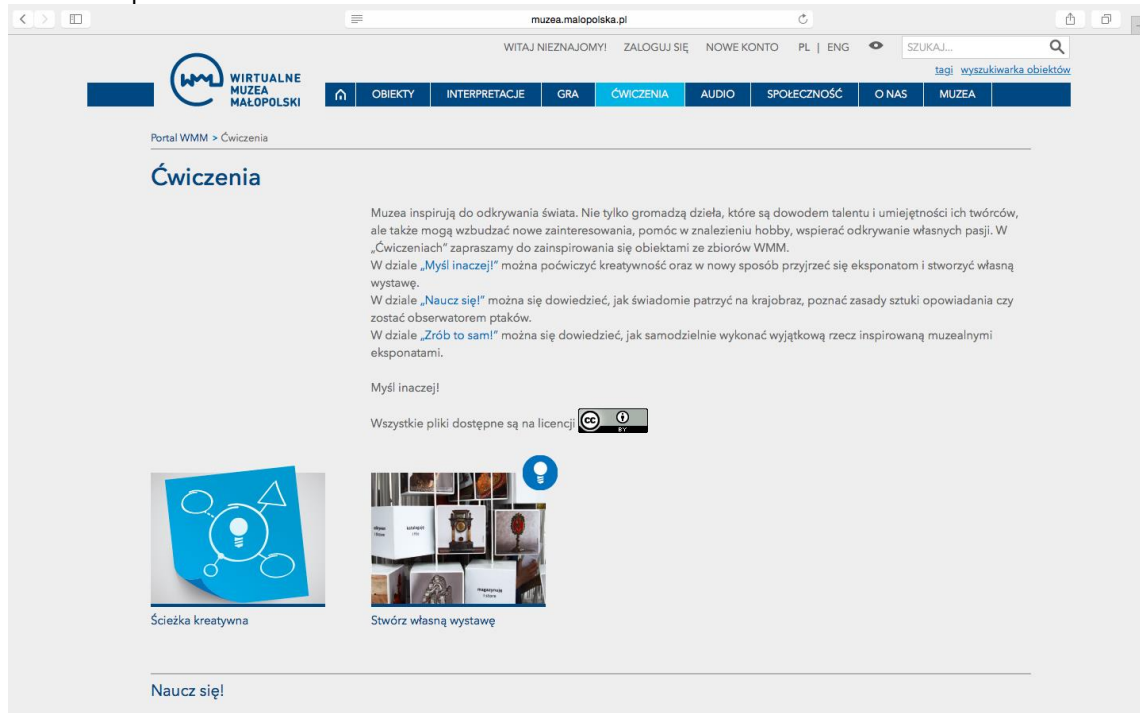 muzea.malopolska.pl
WITAJ NIEZNAJOMY! ZALOGUJ SIĘ NOWE KONTO PL | ENG SZUKAJ...
tagi wyszukiwarka obiektów
WIRTUALNE
MUZEA
MAŁOPOLSKI
OBIEKTY INTERPRETACJE GRA ĆWICZENIA AUDIO SPOŁECZNOŚĆ O NAS MUZEA
Portal WMM > Ćwiczenia
Ćwiczenia
Muzea inspirują do odkrywania świata. Nie tylko gromadzą dzieła, które są dowodem talentu i umiejętności ich twórców,
ale także mogą wzbudzać nowe zainteresowania, pomóc w znalezieniu hobby, wspierać odkrywanie własnych pasji. W
„Ćwiczeniach” zapraszamy do zainspirowania się obiektami ze zbiorów WMM.
W dziale „Myśl inaczej!” można poćwiczyć kreatywność oraz w nowy sposób przyjrzeć się eksponatom i stworzyć własną
wystawę.
W dziale „Naucz się!” można się dowiedzieć, jak świadomie patrzyć na krajobraz, poznać zasady sztuki opowiadania czy
zostać obserwatorem ptaków.
W dziale „Zrób to sam!” można się dowiedzieć, jak samodzielnie wykonać wyjątkową rzecz inspirowaną muzealnymi
eksponatami.
Myśl inaczej!
Wszystkie pliki dostępne są na licencji cc BY
Ścieżka kreatywna
Stwórz własną wystawę
Naucz się!